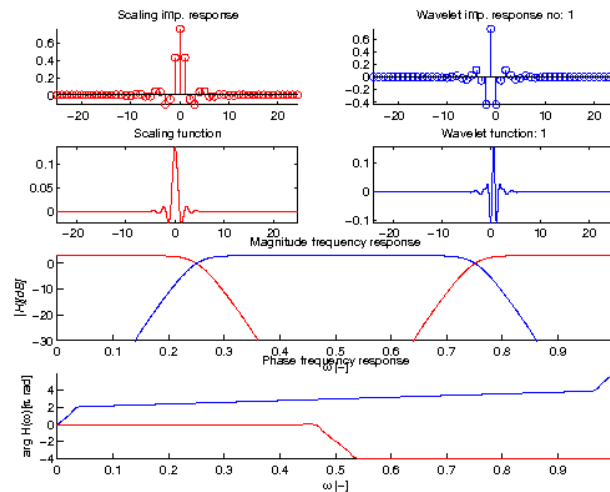 Scaling imp. response
Wavelet imp. response no: 1
0.6
0.4
0.2
0
−20 −10 0 10 20
0.6
0.4
0.2
0
−0.2
−0.4
−20 −10 0 10 20
Scaling function
Wavelet function: 1
0.1
0.05
0
−20 −10 0 10 20
0.1
0
−0.1
−20 −10 0 10 20
Magnitude frequency response
|H|[dB]
0
−10
−20
−30
0 0.1 0.2 0.3 0.4 0.5 0.6 0.7 0.8 0.9
ω [−]
Phase frequency response
arg H(ω)[π, rad]
4
2
0
−2
−4
0 0.1 0.2 0.3 0.4 0.5 0.6 0.7 0.8 0.9
ω [−]